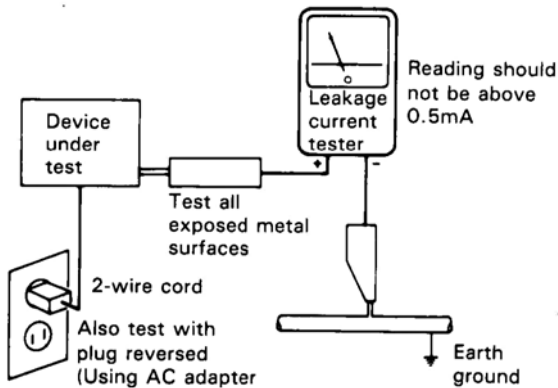 Device
under
test
Leakage
current
tester
+ -
Reading should
not be above
0.5mA
Test all
exposed metal
surfaces
2-wire cord
Also test with
plug reversed
(Using AC adapter
Earth
ground